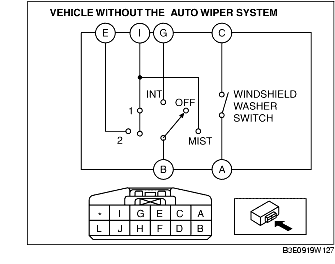 VEHICLE WITHOUT THE AUTO WIPER SYSTEM
E I G C
INT
OFF
1
2
MIST
WINDSHIELD
WASHER
SWITCH
B A
* I G E C A
L J H F D B
B3E0919W127